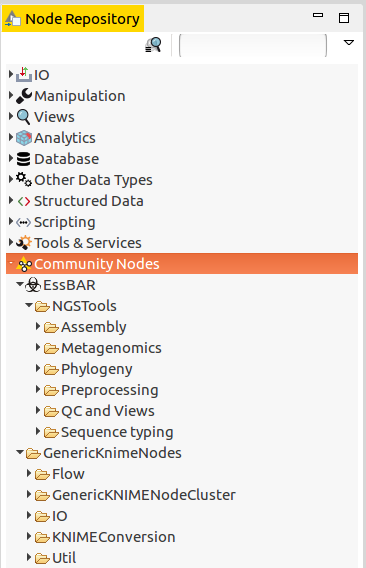 Node Repository
IO
Manipulation
Views
Analytics
Database
Other Data Types
Structured Data
Scripting
Tools & Services
Community Nodes
EssBAR
NGSTools
Assembly
Metagenomics
Phylogeny
Preprocessing
QC and Views
Sequence typing
GenericKnimeNodes
Flow
GenericKNIMENodeCluster
IO
KNIMEConversion
Util